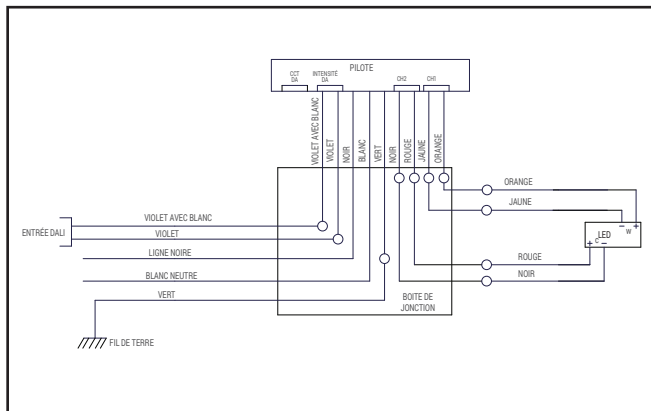 PILOTE
CCT
DA
INTENSITÉ
DA
CH2
CH1
VIOLET AVEC BLANC
VIOLET
NOIR
BLANC
VERT
NOIR
ROUGE
JAUNE
ORANGE
ORANGE
JAUNE
ENTRÉE DALI
VIOLET AVEC BLANC
VIOLET
LIGNE NOIRE
BLANC NEUTRE
VERT
FIL DE TERRE
BOITE DE
JONCTION
ROUGE
NOIR
− W +
LED
+ C −